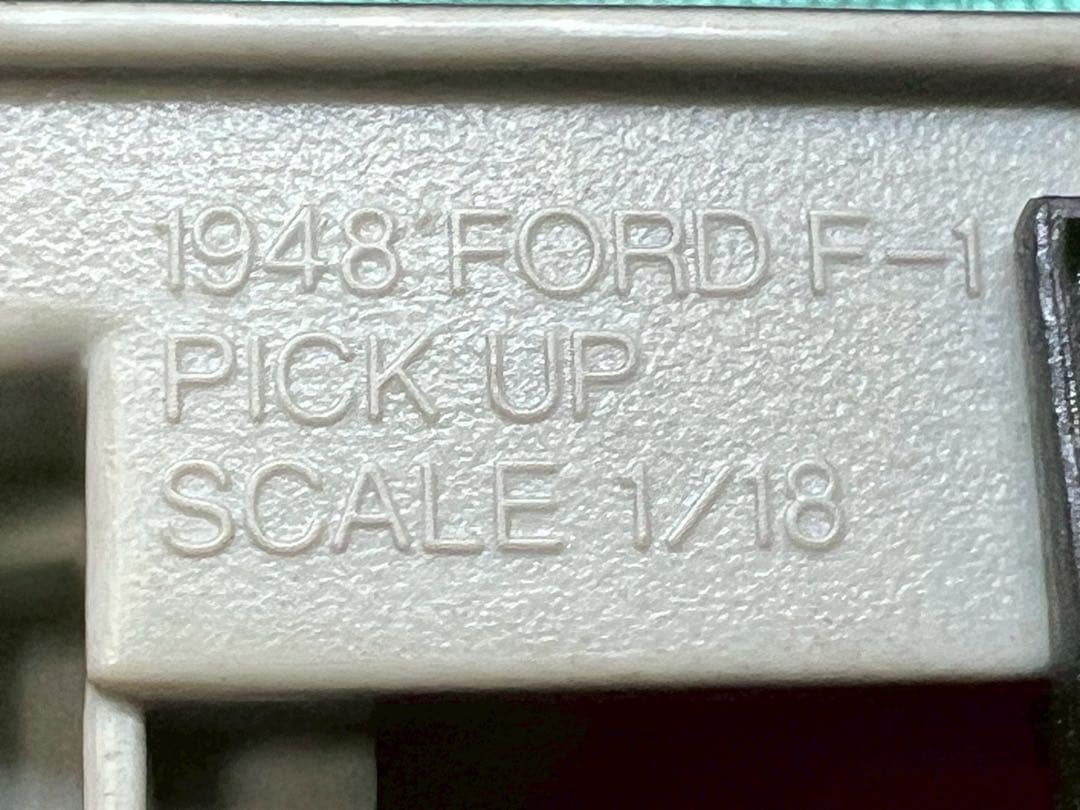 1948 FORD F-1
PICK UP
SCALE 1/18